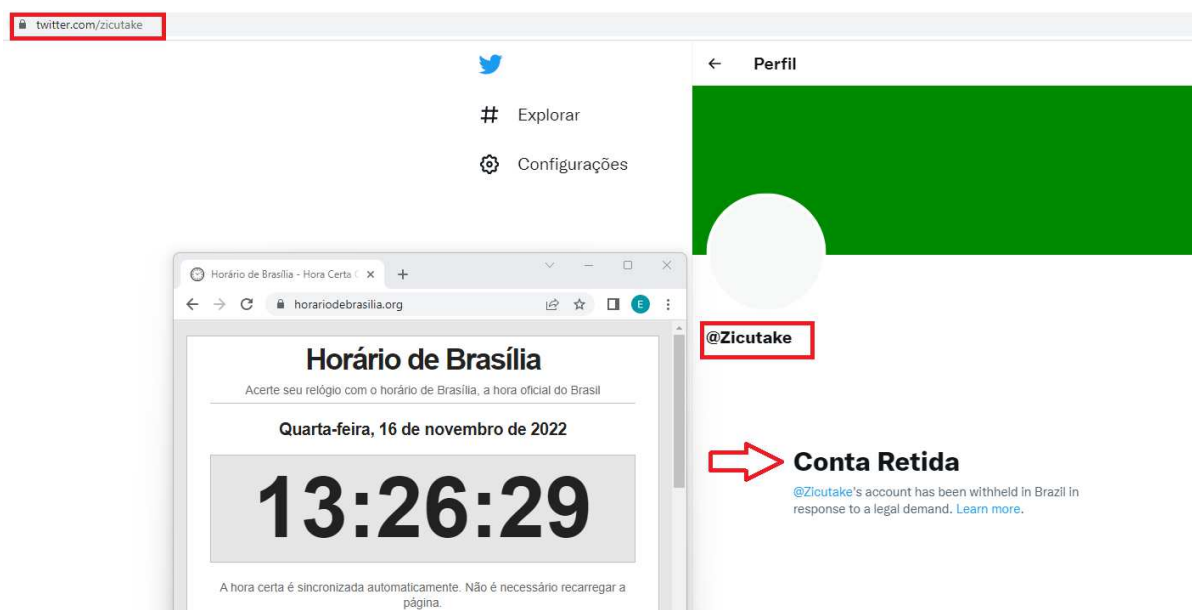 twitter.com/zicutake
Perfil
Explorar
Configurações
Horário de Brasília - Hora Certa
horariodebrasilia.org
E
Horário de Brasília
Acerte seu relógio com o horário de Brasília, a hora oficial do Brasil
Quarta-feira, 16 de novembro de 2022
13:26:29
A hora certa é sincronizada automaticamente. Não é necessário recarregar a
página.
@Zicutake
Conta Retida
@Zicutake's account has been withheld in Brazil in
response to a legal demand. Learn more.